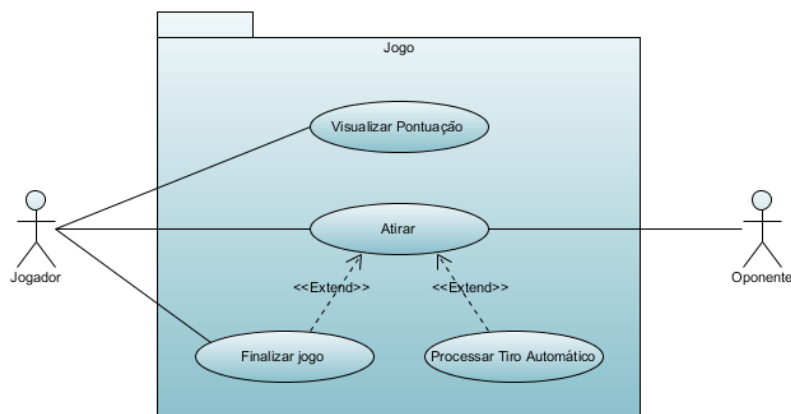 Jogo
Visualizar Pontuação
Atirar
Jogador
Oponente
<<Extend>>
<<Extend>>
Finalizar jogo
Processar Tiro Automático